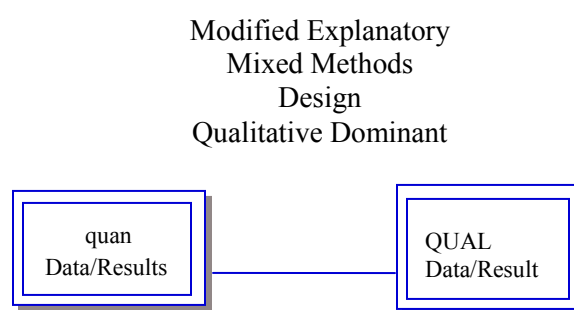 Modified Explanatory
Mixed Methods
Design
Qualitative Dominant
quan
Data/Results
QUAL
Data/Result